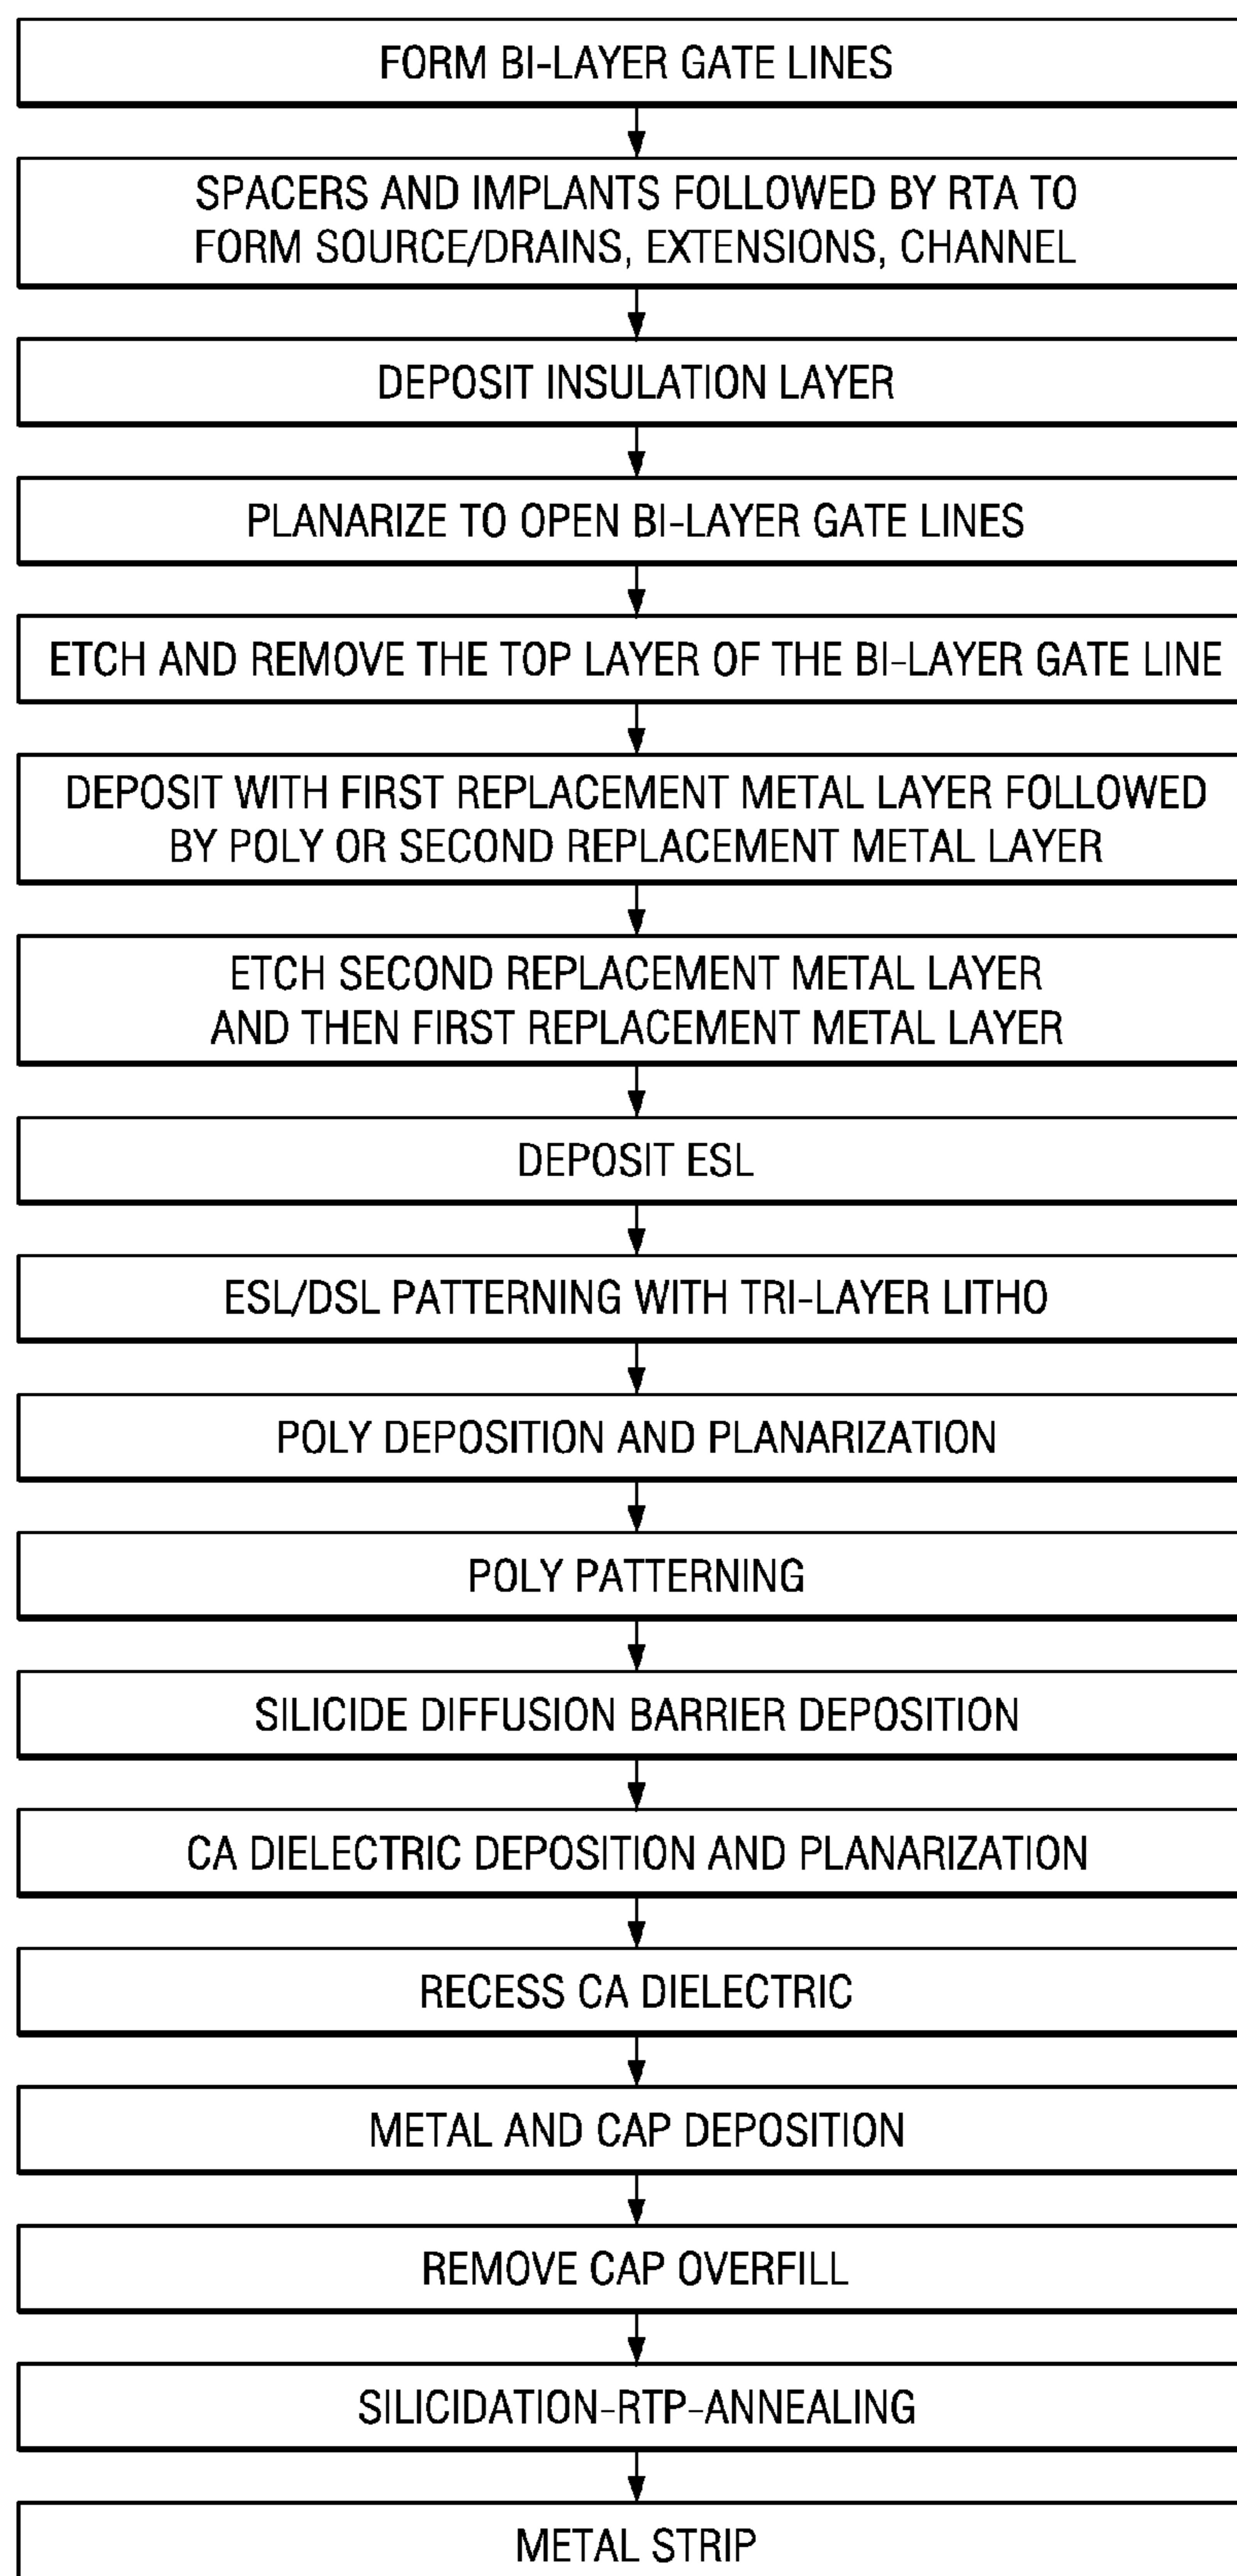 FORM BI-LAYER GATE LINES
SPACERS AND IMPLANTS FOLLOWED BY RTA TO
FORM SOURCE/DRAINS, EXTENSIONS, CHANNEL
DEPOSIT INSULATION LAYER
PLANARIZE TO OPEN BI-LAYER GATE LINES
ETCH AND REMOVE THE TOP LAYER OF THE BI-LAYER GATE LINE
DEPOSIT WITH FIRST REPLACEMENT METAL LAYER FOLLOWED
BY POLY OR SECOND REPLACEMENT METAL LAYER
ETCH SECOND REPLACEMENT METAL LAYER
AND THEN FIRST REPLACEMENT METAL LAYER
DEPOSIT ESL
ESL/DSL PATTERNING WITH TRI-LAYER LITHO
POLY DEPOSITION AND PLANARIZATION
POLY PATTERNING
SILICIDE DIFFUSION BARRIER DEPOSITION
CA DIELECTRIC DEPOSITION AND PLANARIZATION
RECESS CA DIELECTRIC
METAL AND CAP DEPOSITION
REMOVE CAP OVERFILL
SILICIDATION-RTP-ANNEALING
METAL STRIP